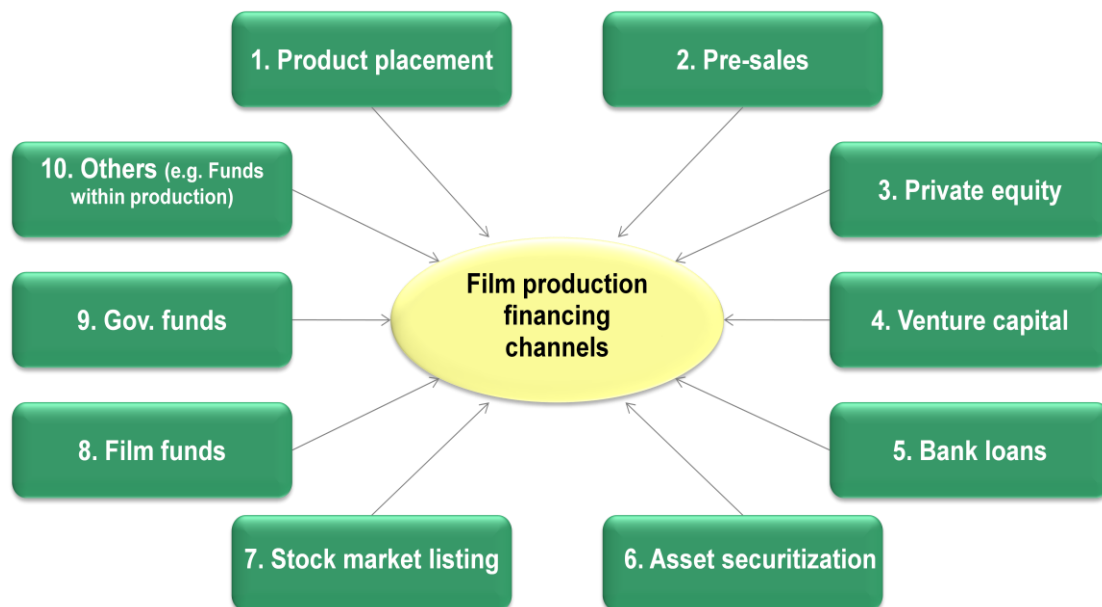 1. Product placement
2. Pre-sales
10. Others (e.g. Funds
within production)
3. Private equity
Film production
financing
channels
9. Gov. funds
4. Venture capital
8. Film funds
5. Bank loans
7. Stock market listing
6. Asset securitization